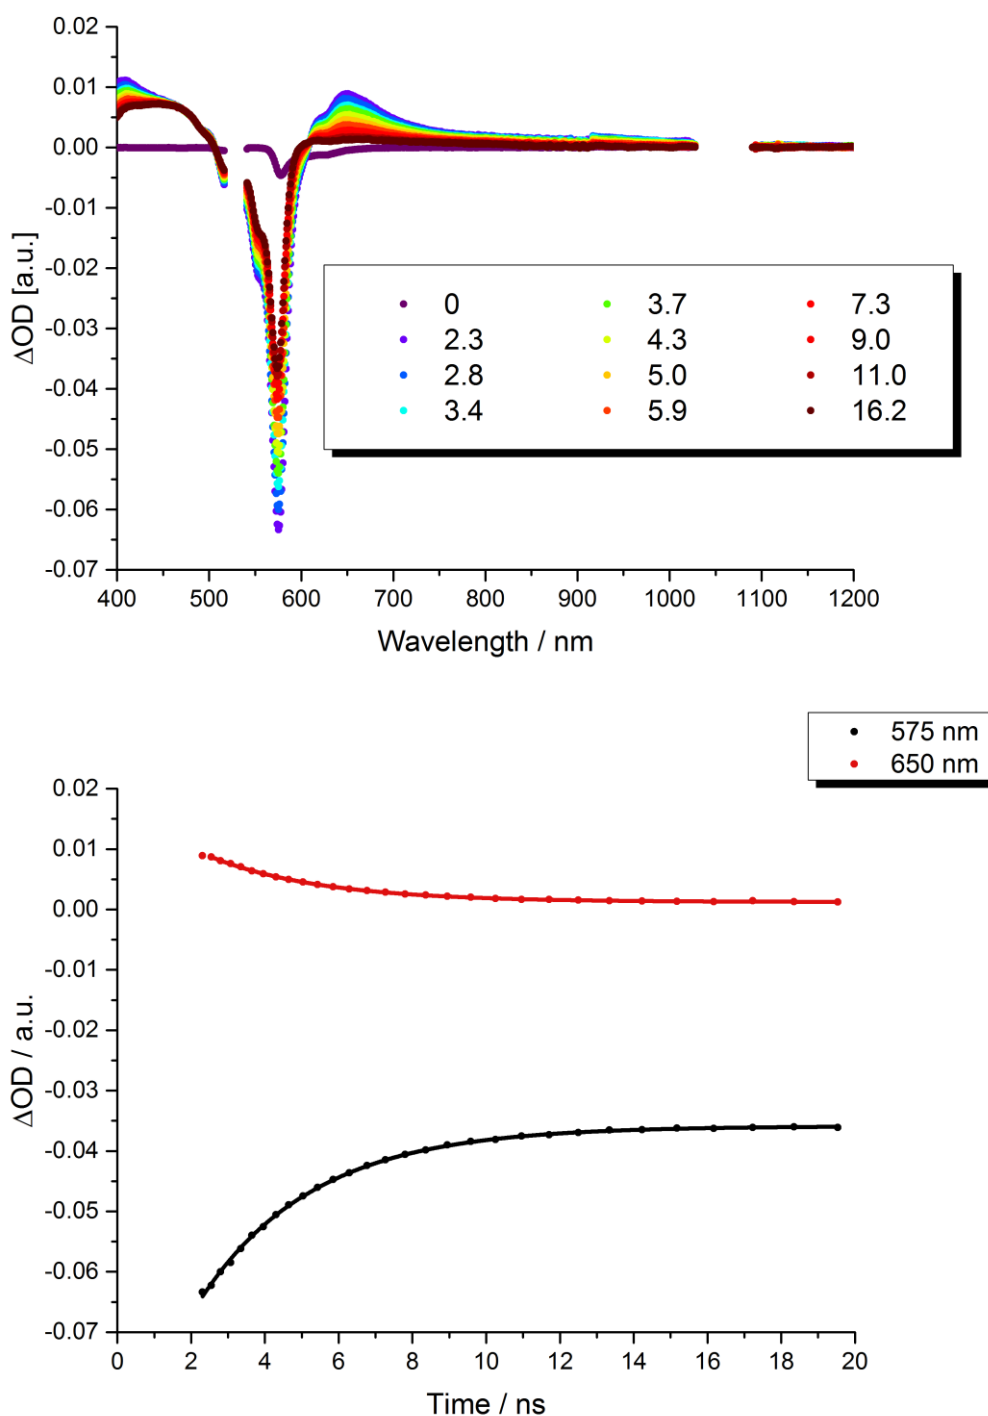 0.02
0.01
0.00
-0.01
-0.02
-0.03
-0.04
-0.05
-0.06
-0.07
ΔOD [a.u.]
400 500 600 700 800 900 1000 1100 1200
Wavelength / nm
0 3.7 7.3
2.3 4.3 9.0
2.8 5.0 11.0
3.4 5.9 16.2
575 nm
650 nm
0.02
0.01
0.00
-0.01
-0.02
-0.03
-0.04
-0.05
-0.06
-0.07
ΔOD / a.u.
0 2 4 6 8 10 12 14 16 18 20
Time / ns